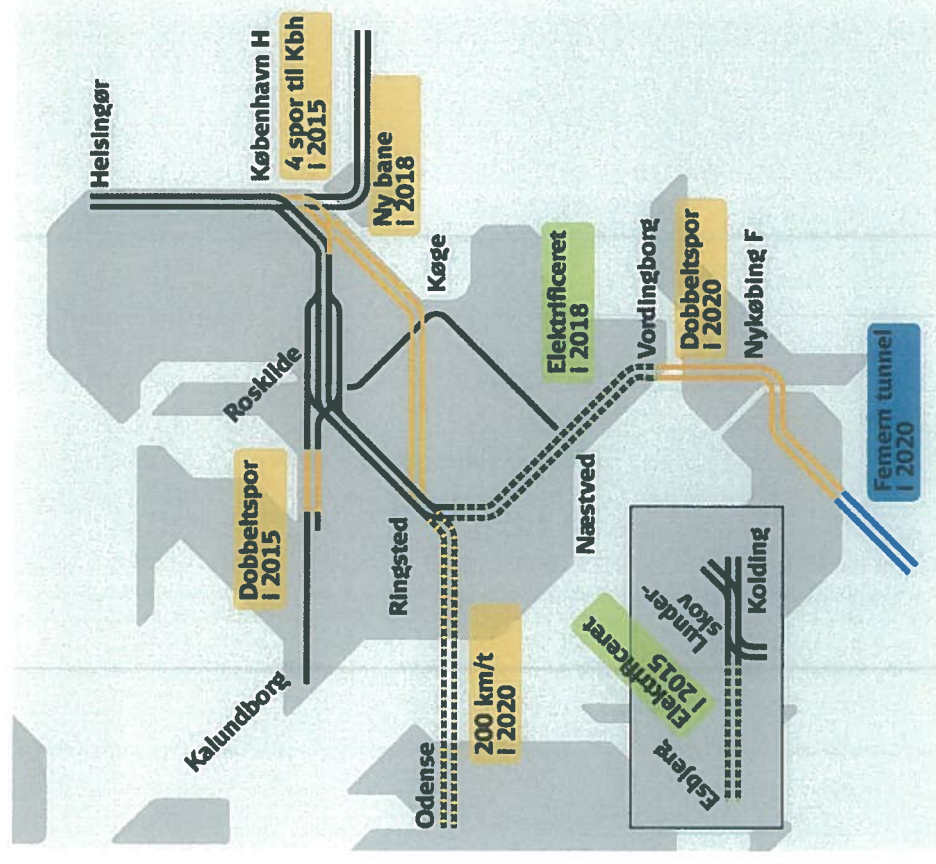 Helsingør
København H
4 spor til Kbh
i 2015
Ny bane
i 2018
Køge
Roskilde
Dobbeltspor
i 2015
Kalundborg
Ringsted
Elektrificeret
i 2018
Vordingborg
Dobbeltspor
i 2020
Nykøbing F
Næstved
Femern tunnel
i 2020
200 km/t
i 2020
Odense
Elektrificeret
i 2015
Lunder-
skov
Kolding
Esbjerg